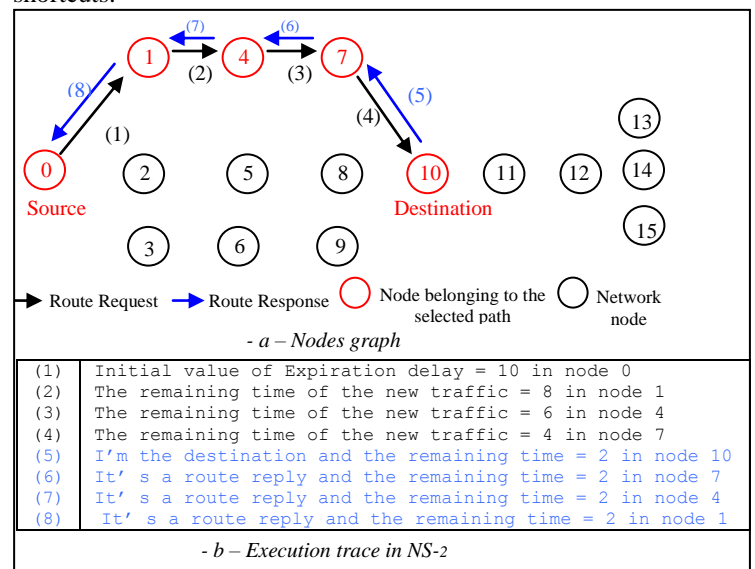 shortcuts.
(7) (6)
1 4 7
(8) (2) (3) (5)
(1) (4) 13
0 2 5 8 10 11 12 14
Source Destination
3 6 9 15
Route Request Route Response Node belonging to the selected path Network node
- a – Nodes graph
(1) Initial value of Expiration delay = 10 in node 0
(2) The remaining time of the new traffic = 8 in node 1
(3) The remaining time of the new traffic = 6 in node 4
(4) The remaining time of the new traffic = 4 in node 7
(5) I'm the destination and the remaining time = 2 in node 10
(6) It' s a route reply and the remaining time = 2 in node 7
(7) It' s a route reply and the remaining time = 2 in node 4
(8) It' s a route reply and the remaining time = 2 in node 1
- b – Execution trace in NS-2